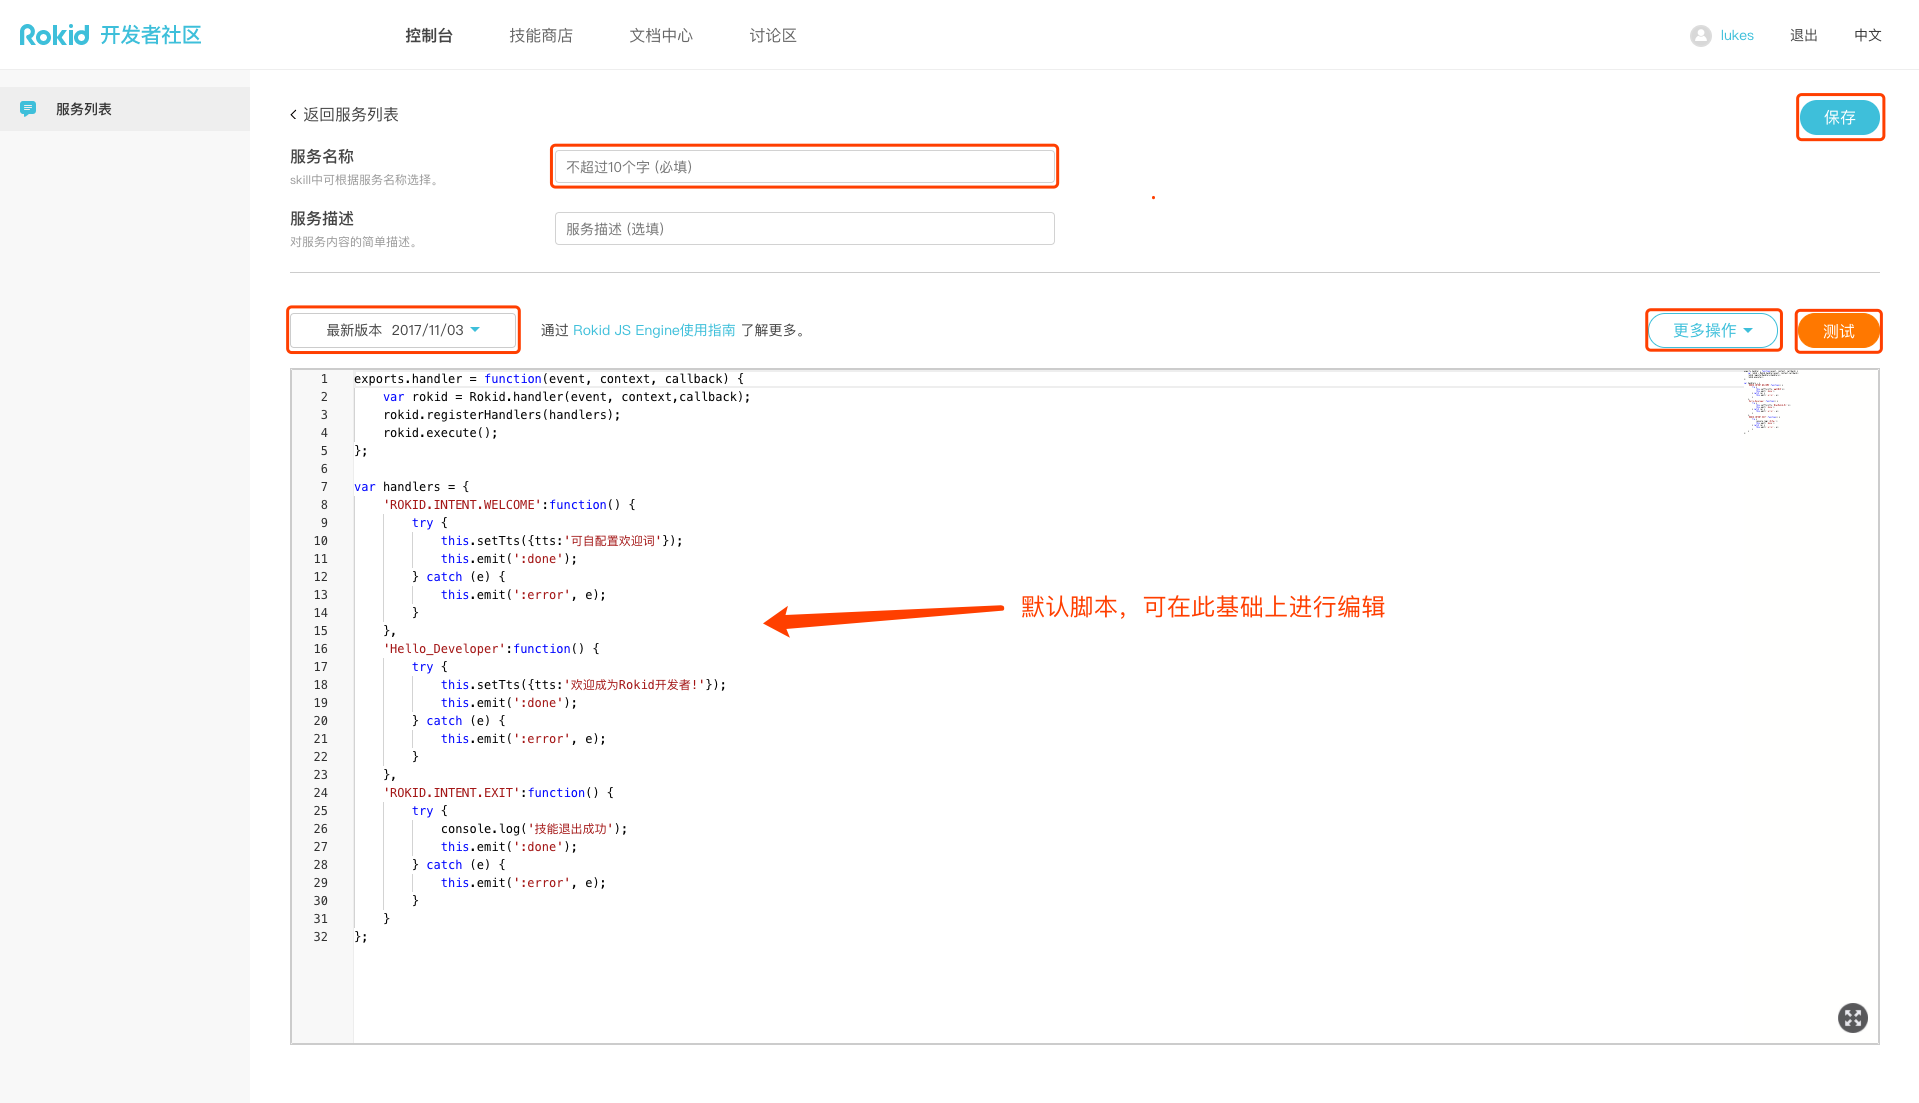 Rokid 开发者社区
控制台 技能商店 文档中心 讨论区
lukes 退出 中文
服务列表
返回服务列表
保存
服务名称
skill中可根据服务名称选择。
不超过10个字 (必填)
服务描述
对服务内容的简单描述。
服务描述 (选填)
最新版本 2017/11/03
通过 Rokid JS Engine使用指南 了解更多。
更多操作
测试
1 exports.handler = function(event, context, callback) {
2     var rokid = Rokid.handler(event, context,callback);
3     rokid.registerHandlers(handlers);
4     rokid.execute();
5 };
6
7 var handlers = {
8     'ROKID.INTENT.WELCOME':function() {
9         try {
10             this.setTts({tts:'可自配置欢迎词'});
11             this.emit(':done');
12         } catch (e) {
13             this.emit(':error', e);
14         }
15     },
16     'Hello_Developer':function() {
17         try {
18             this.setTts({tts:'欢迎成为Rokid开发者!'});
19             this.emit(':done');
20         } catch (e) {
21             this.emit(':error', e);
22         }
23     },
24     'ROKID.INTENT.EXIT':function() {
25         try {
26             console.log('技能退出成功');
27             this.emit(':done');
28         } catch (e) {
29             this.emit(':error', e);
30         }
31     }
32 };
默认脚本，可在此基础上进行编辑